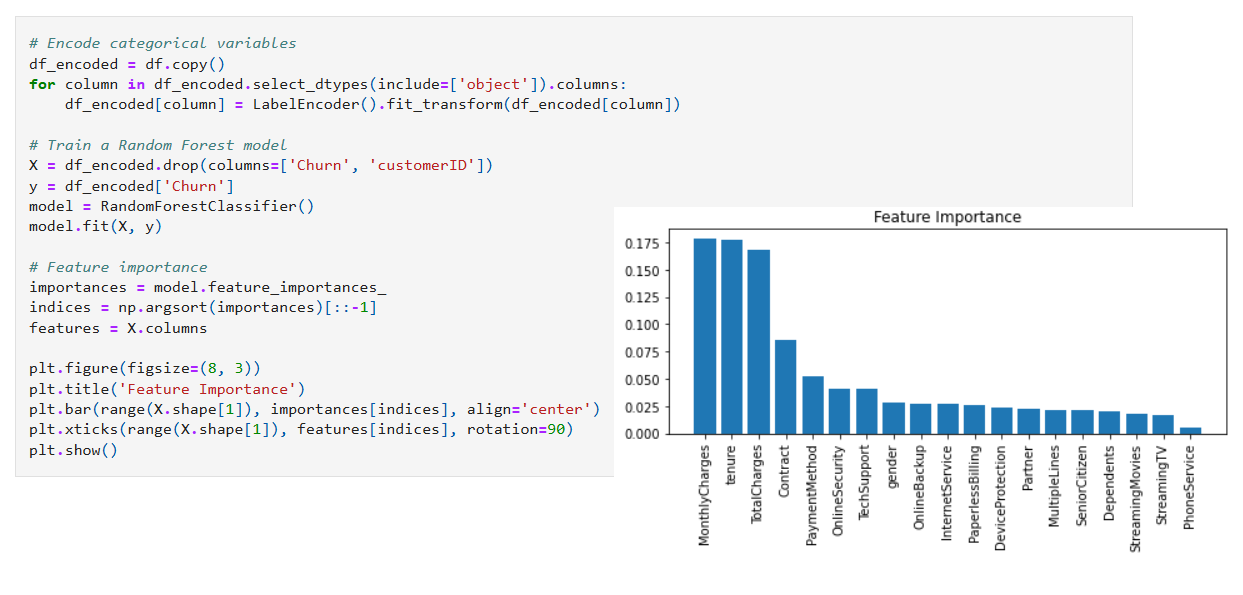 # Encode categorical variables
df_encoded = df.copy()
for column in df_encoded.select_dtypes(include=['object']).columns:
    df_encoded[column] = LabelEncoder().fit_transform(df_encoded[column])
# Train a Random Forest model
X = df_encoded.drop(columns=['Churn', 'customerID'])
y = df_encoded['Churn']
model = RandomForestClassifier()
model.fit(X, y)
# Feature importance
importances = model.feature_importances_
indices = np.argsort(importances)[::-1]
features = X.columns
plt.figure(figsize=(8, 3))
plt.title('Feature Importance')
plt.bar(range(X.shape[1]), importances[indices], align='center')
plt.xticks(range(X.shape[1]), features[indices], rotation=90)
plt.show()
Feature Importance
0.175
0.150
0.125
0.100
0.075
0.050
0.025
0.000
MonthlyCharges
tenure
TotalCharges
Contract
PaymentMethod
OnlineSecurity
TechSupport
gender
OnlineBackup
InternetService
PaperlessBilling
DeviceProtection
Partner
MultipleLines
SeniorCitizen
Dependents
StreamingMovies
StreamingTV
PhoneService